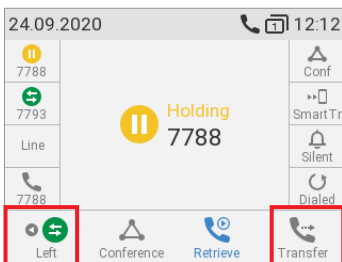 24.09.2020 1 12:12
7788
7793
Line
7788
Holding
7788
Conf
SmartTr
Silent
Dialed
Left
Conference
Retrieve
Transfer